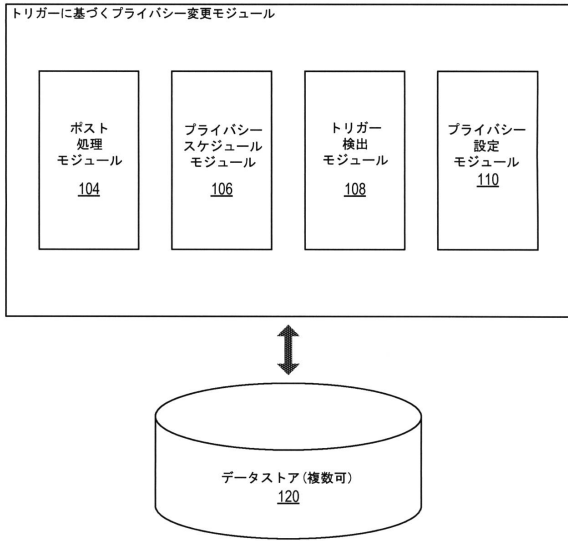 トリガーに基づくプライバシー変更モジュール
ポスト
処理
モジュール
104
プライバシー
スケジュール
モジュール
106
トリガー
検出
モジュール
108
プライバシー
設定
モジュール
110
データストア(複数可)
120